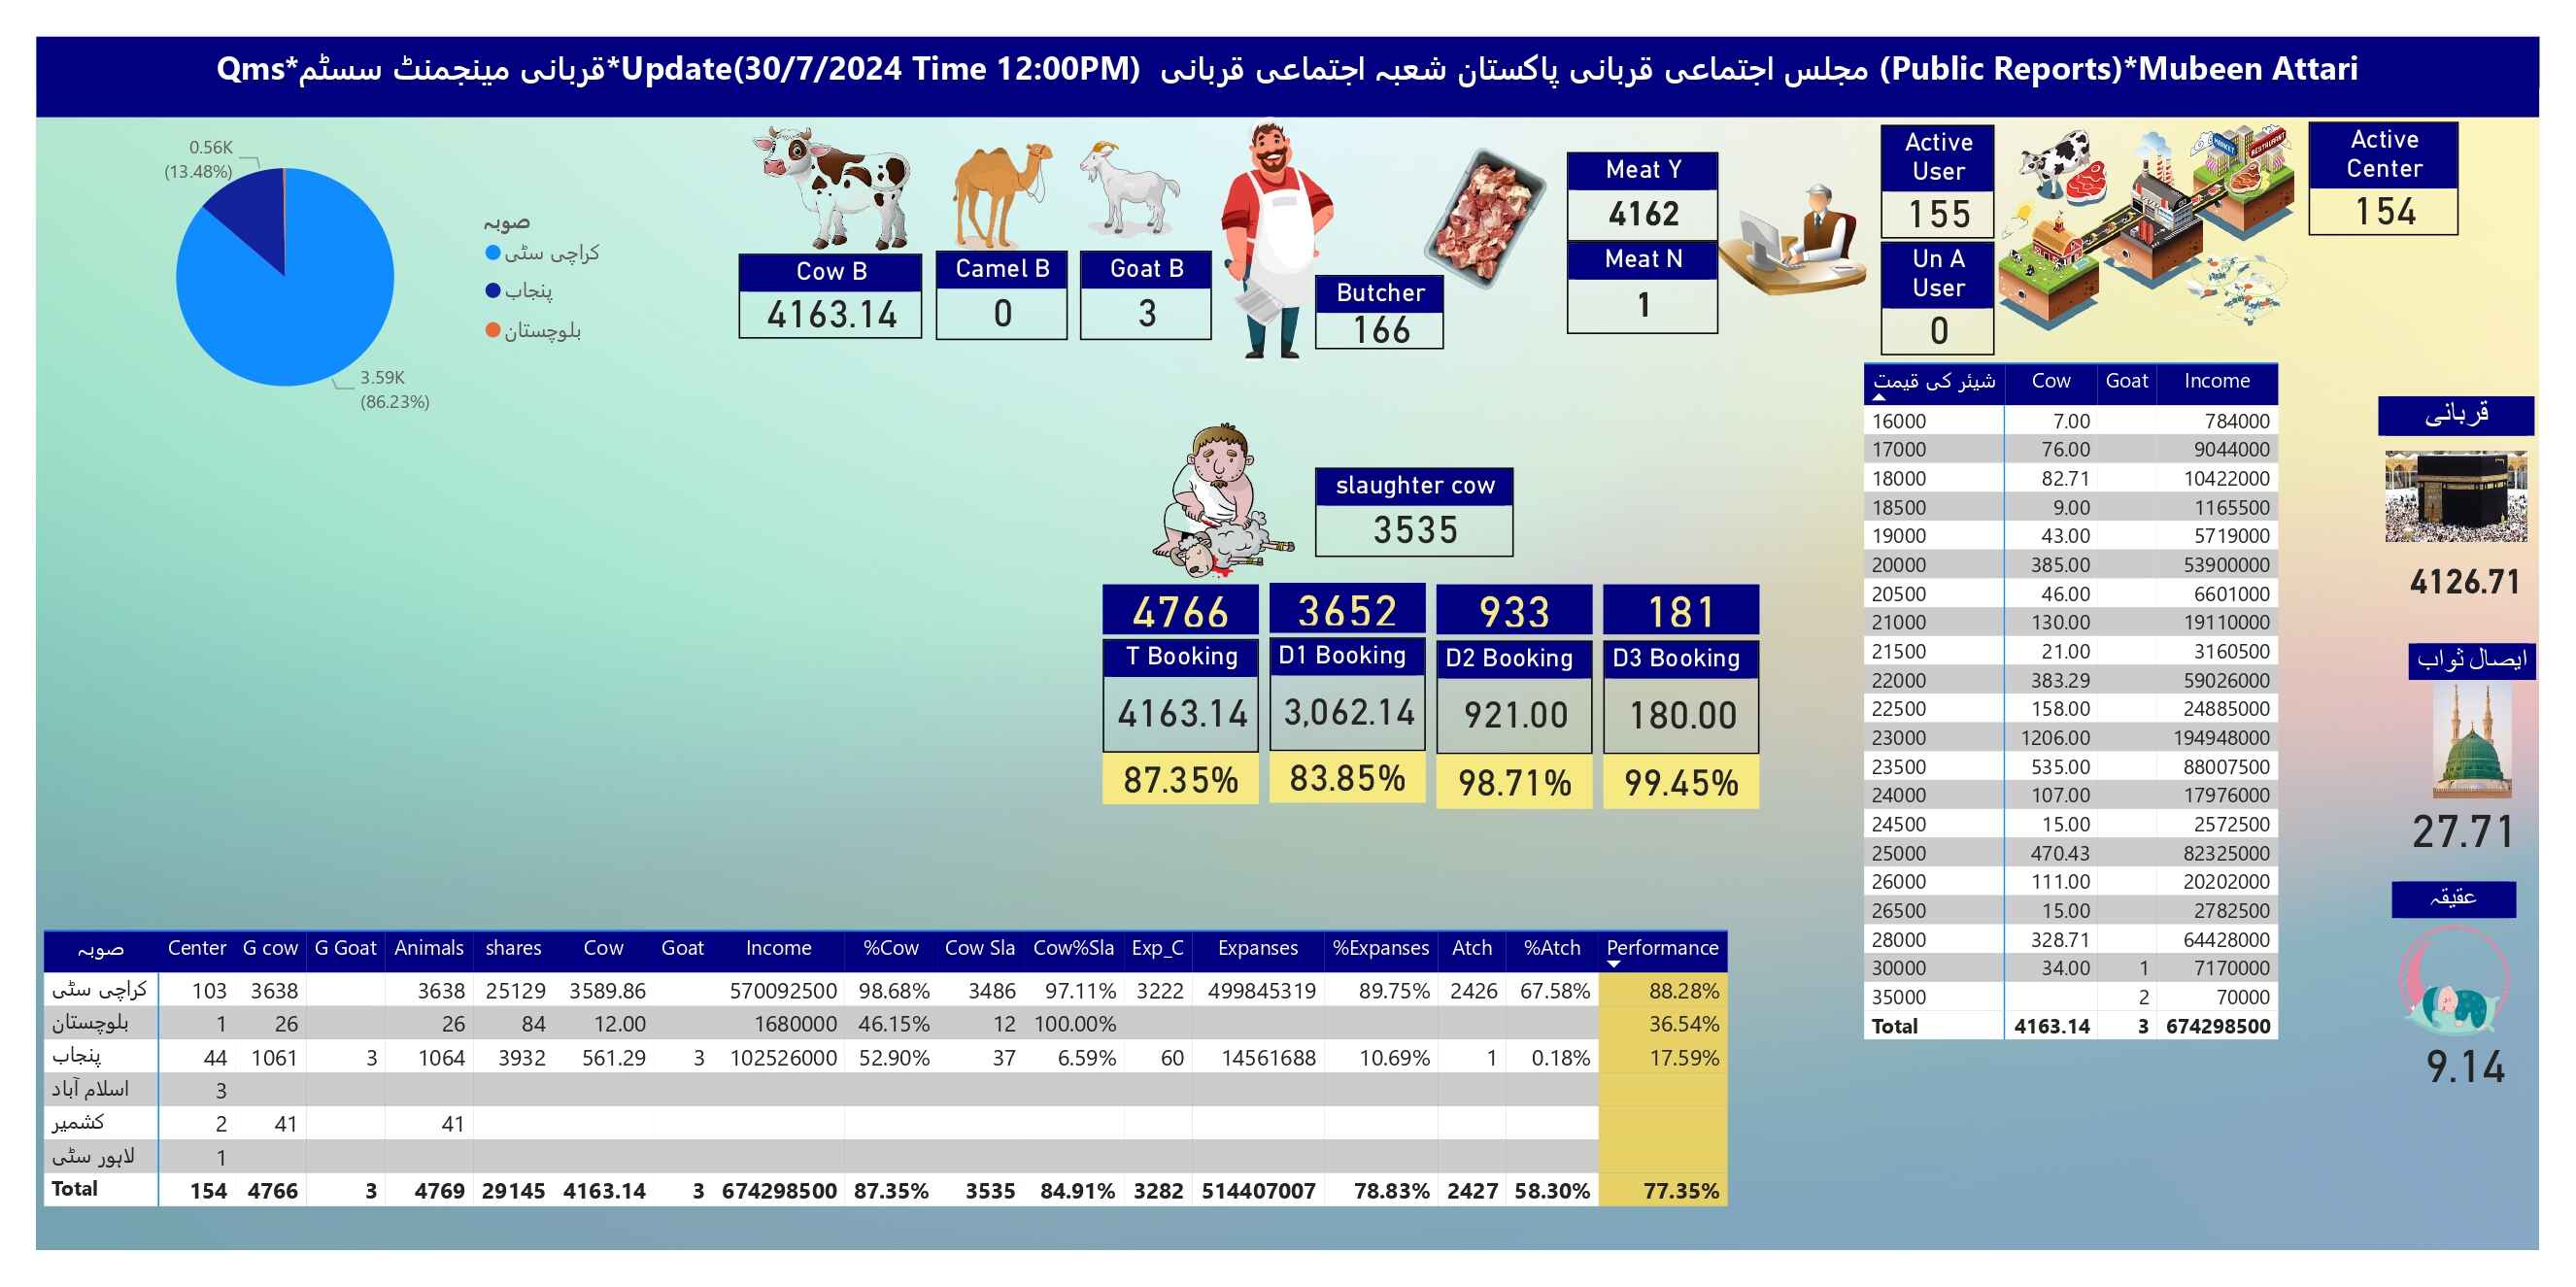 Qms*قربانی مینجمنٹ سسٹم*Update(30/7/2024 Time 12:00PM) مجلس اجتماعی قربانی پاکستان شعبہ اجتماعی قربانی (Public Reports)*Mubeen Attari
0.56K
(13.48%)
3.59K
(86.23%)
صوبہ
کراچی سٹی
پنجاب
بلوچستان
Cow B
4163.14
Camel B
0
Goat B
3
Butcher
166
Meat Y
4162
Meat N
1
Active
User
155
Un A
User
0
MARKET
RESTAURANT
Active
Center
154
slaughter cow
3535
4766 3652 933 181
T Booking D1 Booking D2 Booking D3 Booking
4163.14 3,062.14 921.00 180.00
87.35% 83.85% 98.71% 99.45%
شیئر کی قیمت Cow Goat Income
16000 7.00 784000
17000 76.00 9044000
18000 82.71 10422000
18500 9.00 1165500
19000 43.00 5719000
20000 385.00 53900000
20500 46.00 6601000
21000 130.00 19110000
21500 21.00 3160500
22000 383.29 59026000
22500 158.00 24885000
23000 1206.00 194948000
23500 535.00 88007500
24000 107.00 17976000
24500 15.00 2572500
25000 470.43 82325000
26000 111.00 20202000
26500 15.00 2782500
28000 328.71 64428000
30000 34.00 1 7170000
35000 2 70000
Total 4163.14 3 674298500
قربانی
4126.71
ایصال ثواب
27.71
عقیقہ
9.14
صوبہ Center G cow G Goat Animals shares Cow Goat Income %Cow Cow Sla Cow%Sla Exp_C Expanses %Expanses Atch %Atch Performance
کراچی سٹی 103 3638 3638 25129 3589.86 570092500 98.68% 3486 97.11% 3222 499845319 89.75% 2426 67.58% 88.28%
بلوچستان 1 26 26 84 12.00 1680000 46.15% 12 100.00% 36.54%
پنجاب 44 1061 3 1064 3932 561.29 3 102526000 52.90% 37 6.59% 60 14561688 10.69% 1 0.18% 17.59%
اسلام آباد 3
کشمیر 2 41 41
لاہور سٹی 1
Total 154 4766 3 4769 29145 4163.14 3 674298500 87.35% 3535 84.91% 3282 514407007 78.83% 2427 58.30% 77.35%